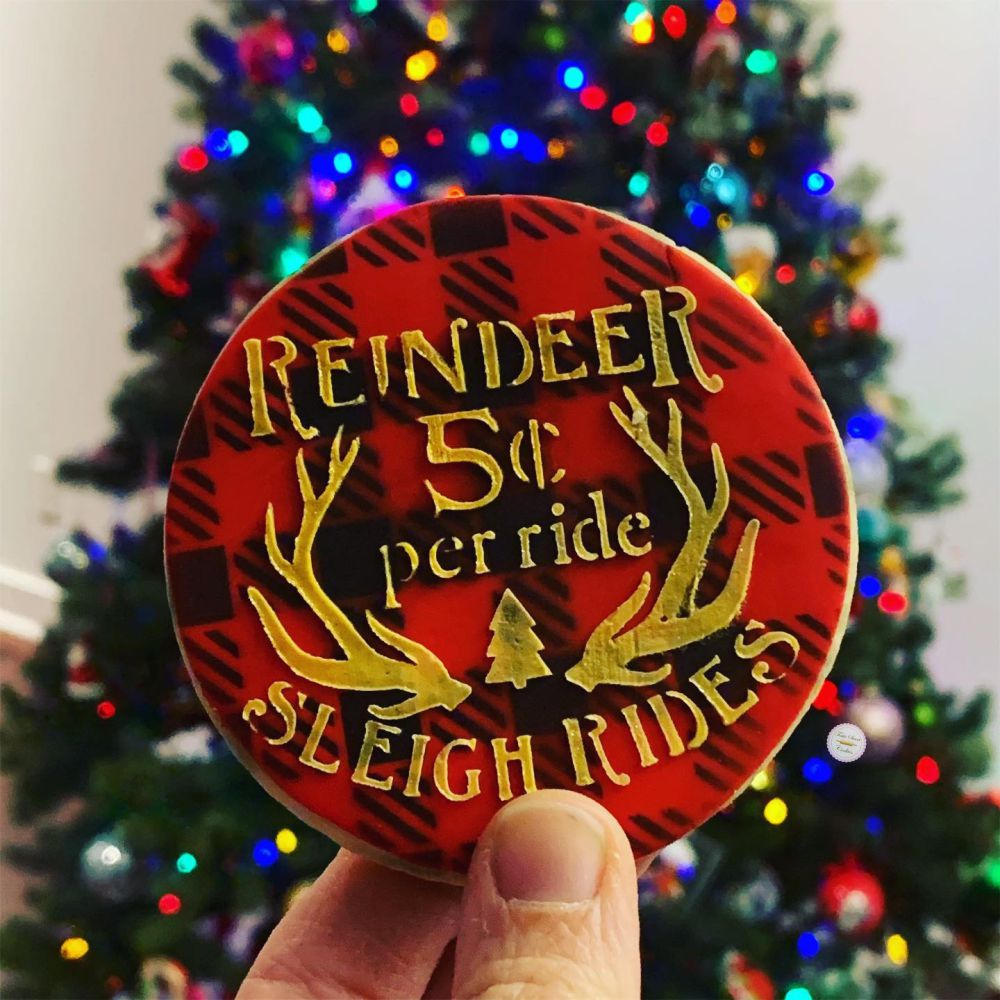 REINDEER
5¢
per ride
SLEIGH RIDES